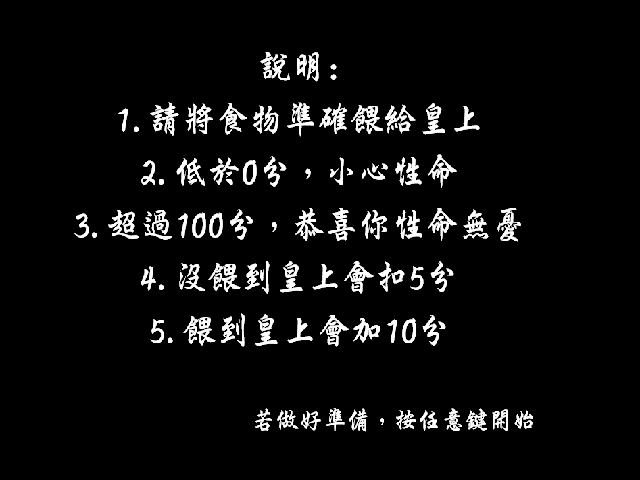 說明:
1.請將食物準確餵給皇上
2.低於0分，小心性命
3.超過100分，恭喜你性命無憂
4.沒餵到皇上會扣5分
5.餵到皇上會加10分
若做好準備，按任意鍵開始